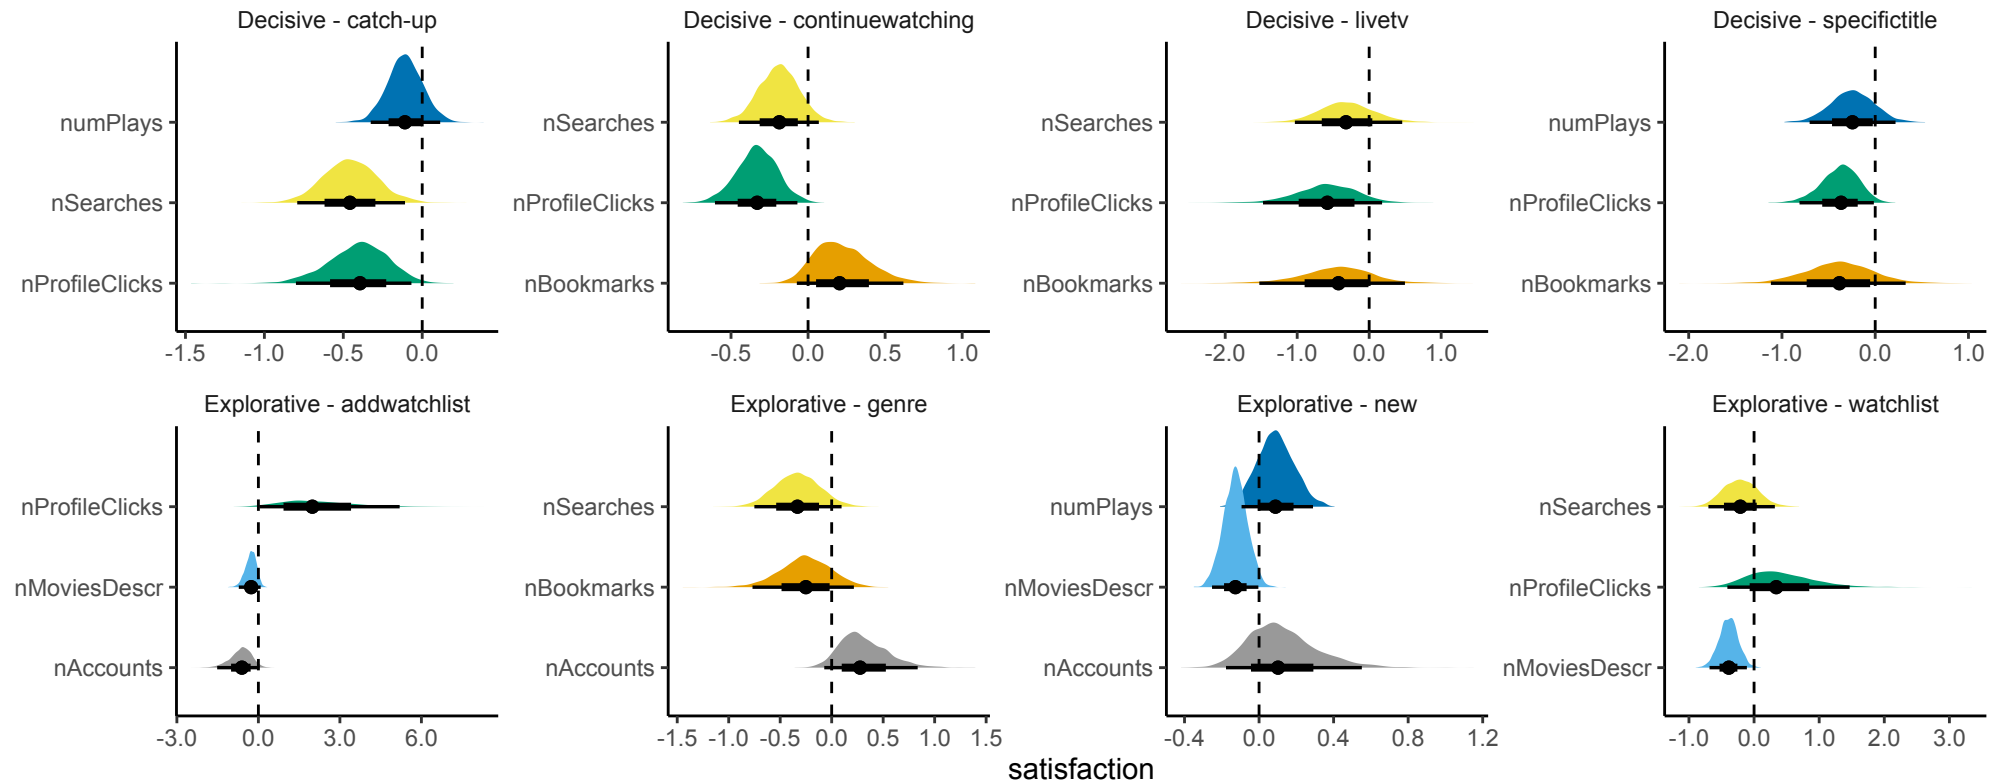 Decisive - catch-up
numPlays
nSearches
nProfileClicks
-1.5 -1.0 -0.5 0.0
Decisive - continuewatching
nSearches
nProfileClicks
nBookmarks
-0.5 0.0 0.5 1.0
Decisive - livetv
nSearches
nProfileClicks
nBookmarks
-2.0 -1.0 0.0 1.0
Decisive - specifictitle
numPlays
nProfileClicks
nBookmarks
-2.0 -1.0 0.0 1.0
Explorative - addwatchlist
nProfileClicks
nMoviesDescr
nAccounts
-3.0 0.0 3.0 6.0
Explorative - genre
nSearches
nBookmarks
nAccounts
-1.5 -1.0 -0.5 0.0 0.5 1.0 1.5
Explorative - new
numPlays
nMoviesDescr
nAccounts
-0.4 0.0 0.4 0.8 1.2
Explorative - watchlist
nSearches
nProfileClicks
nMoviesDescr
-1.0 0.0 1.0 2.0 3.0
satisfaction